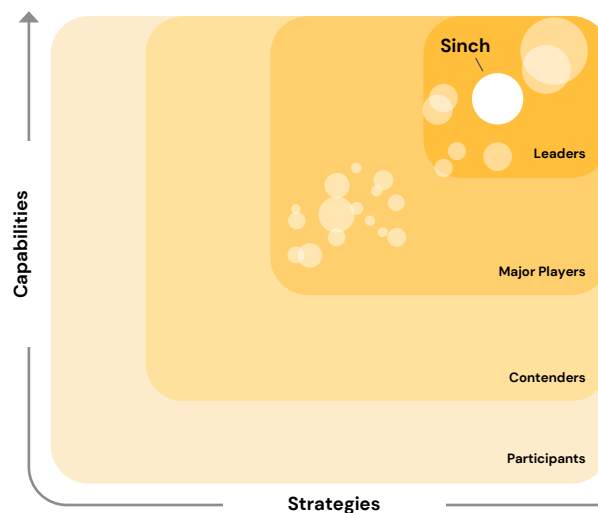 Sinch
Leaders
Capabilities
Major Players
Contenders
Participants
Strategies